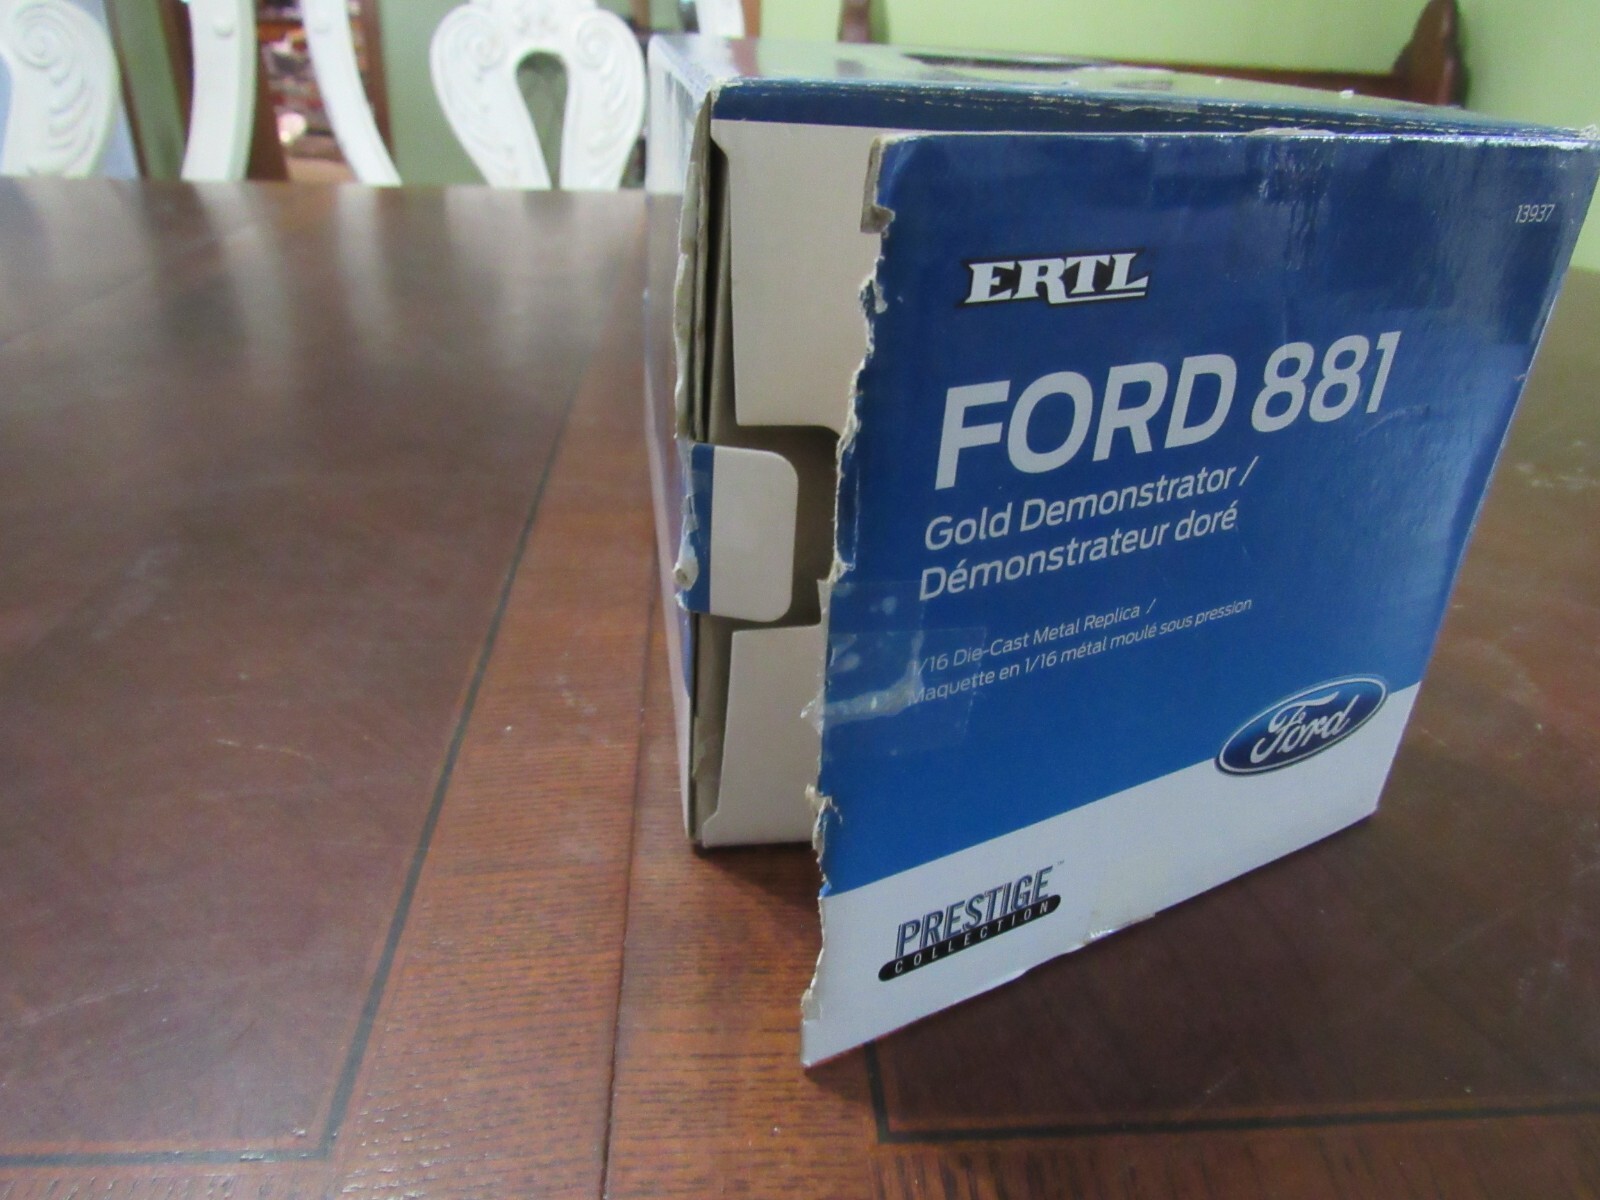 13937
ERTL
FORD 881
Gold Demonstrator /
Démonstrateur doré
1/16 Die-Cast Metal Replica /
Maquette en 1/16 métal moulé sous pression
Ford
PRESTIGE™
COLLECTION